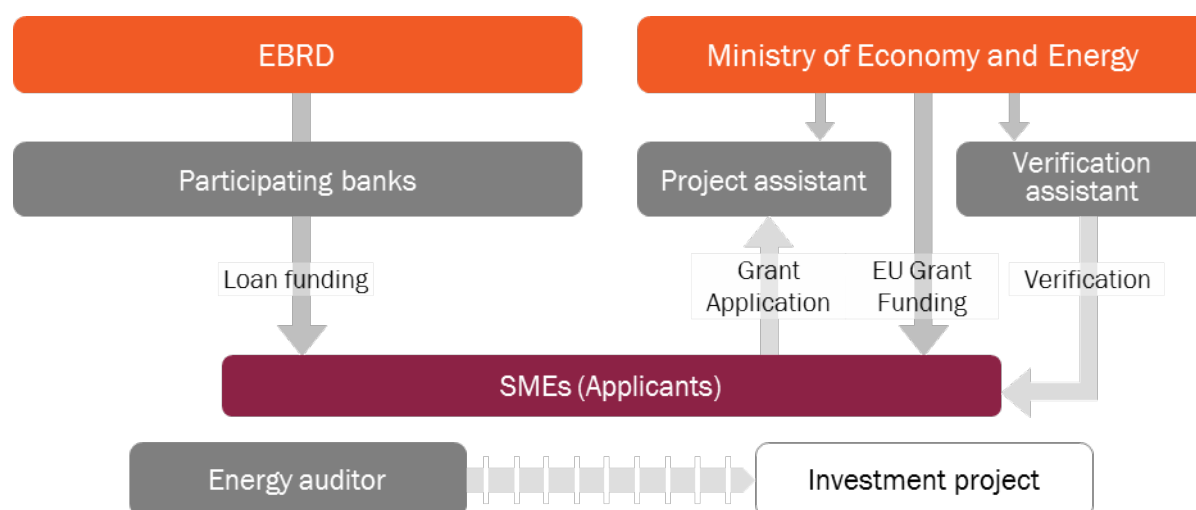 EBRD
Ministry of Economy and Energy
Participating banks
Project assistant
Verification
assistant
Loan funding
Grant
Application
EU Grant
Funding
Verification
SMEs (Applicants)
Energy auditor
Investment project